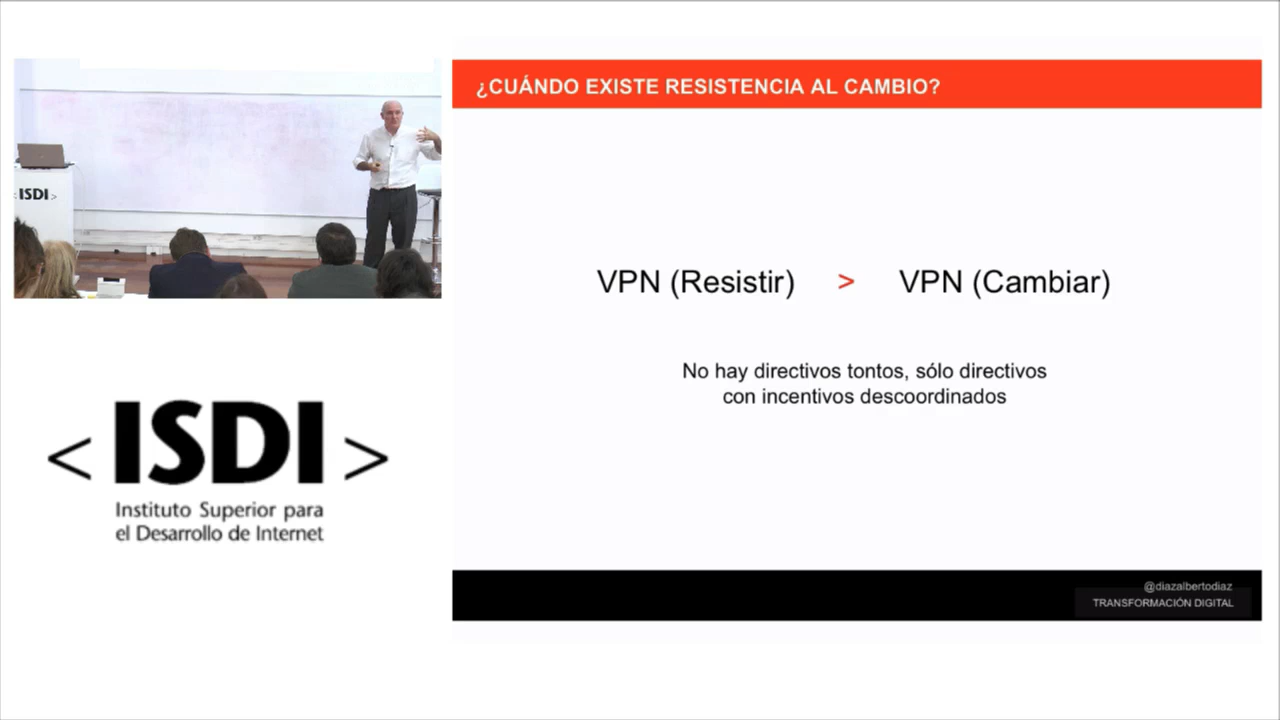 ¿CUÁNDO EXISTE RESISTENCIA AL CAMBIO?
<ISDI>
VPN (Resistir) > VPN (Cambiar)
No hay directivos tontos, sólo directivos
con incentivos descoordinados
<ISDI>
Instituto Superior para
el Desarrollo de Internet
@diazalbertodiaz
TRANSFORMACIÓN DIGITAL